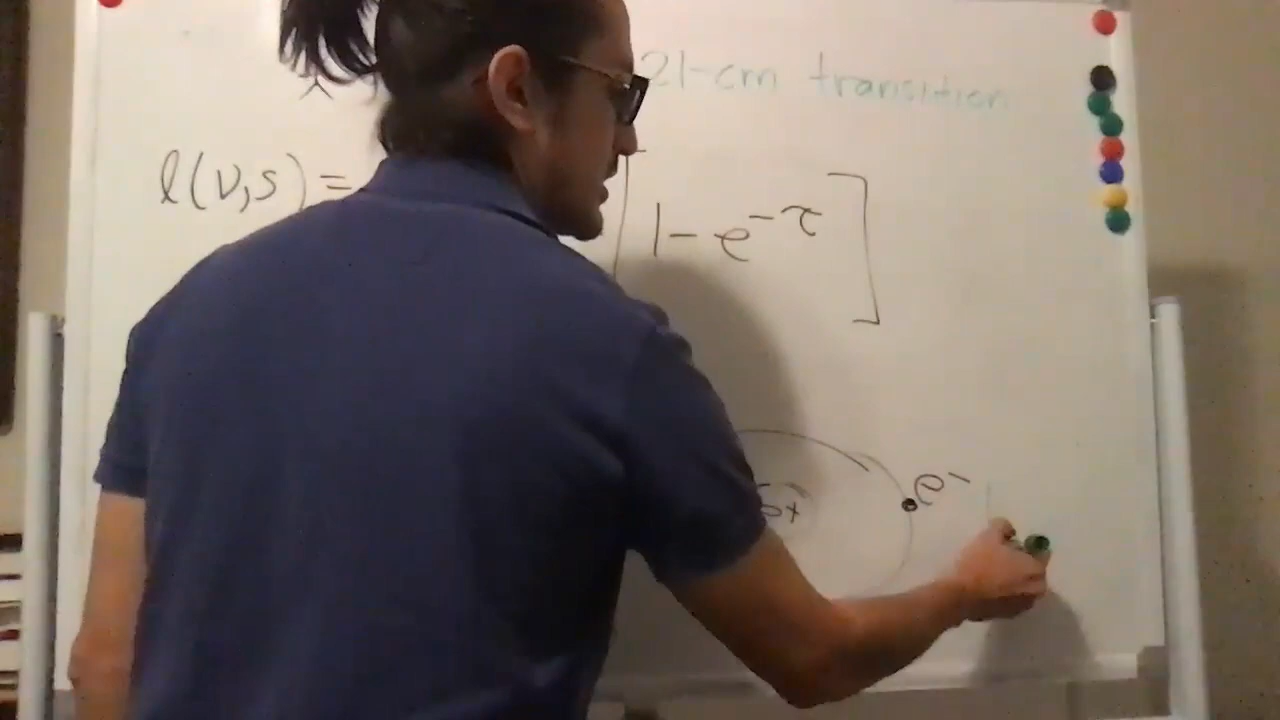 21-cm transition
l(ν,s) = [1 - e^-τ]
e^-